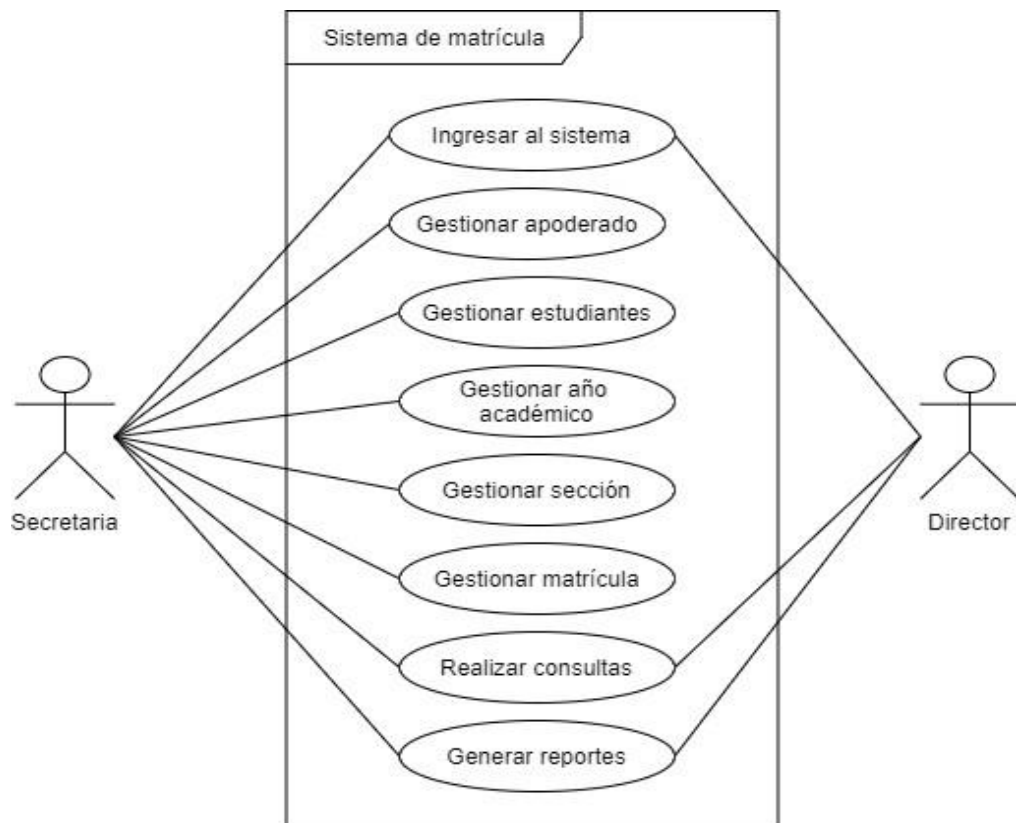 Sistema de matrícula
Ingresar al sistema
Gestionar apoderado
Gestionar estudiantes
Gestionar año
académico
Gestionar sección
Secretaria
Director
Gestionar matrícula
Realizar consultas
Generar reportes